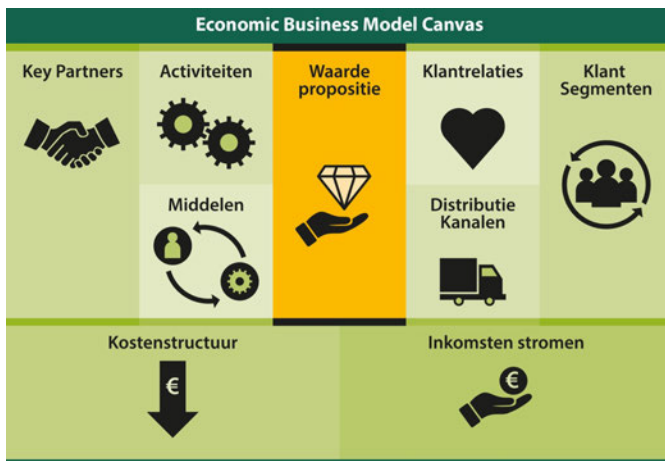 Economic Business Model Canvas
Key Partners
Activiteiten
Middelen
Waarde
propositie
Klantrelaties
Distributie
Kanalen
Klant
Segmenten
Kostenstructuur
€
Inkomsten stromen
€